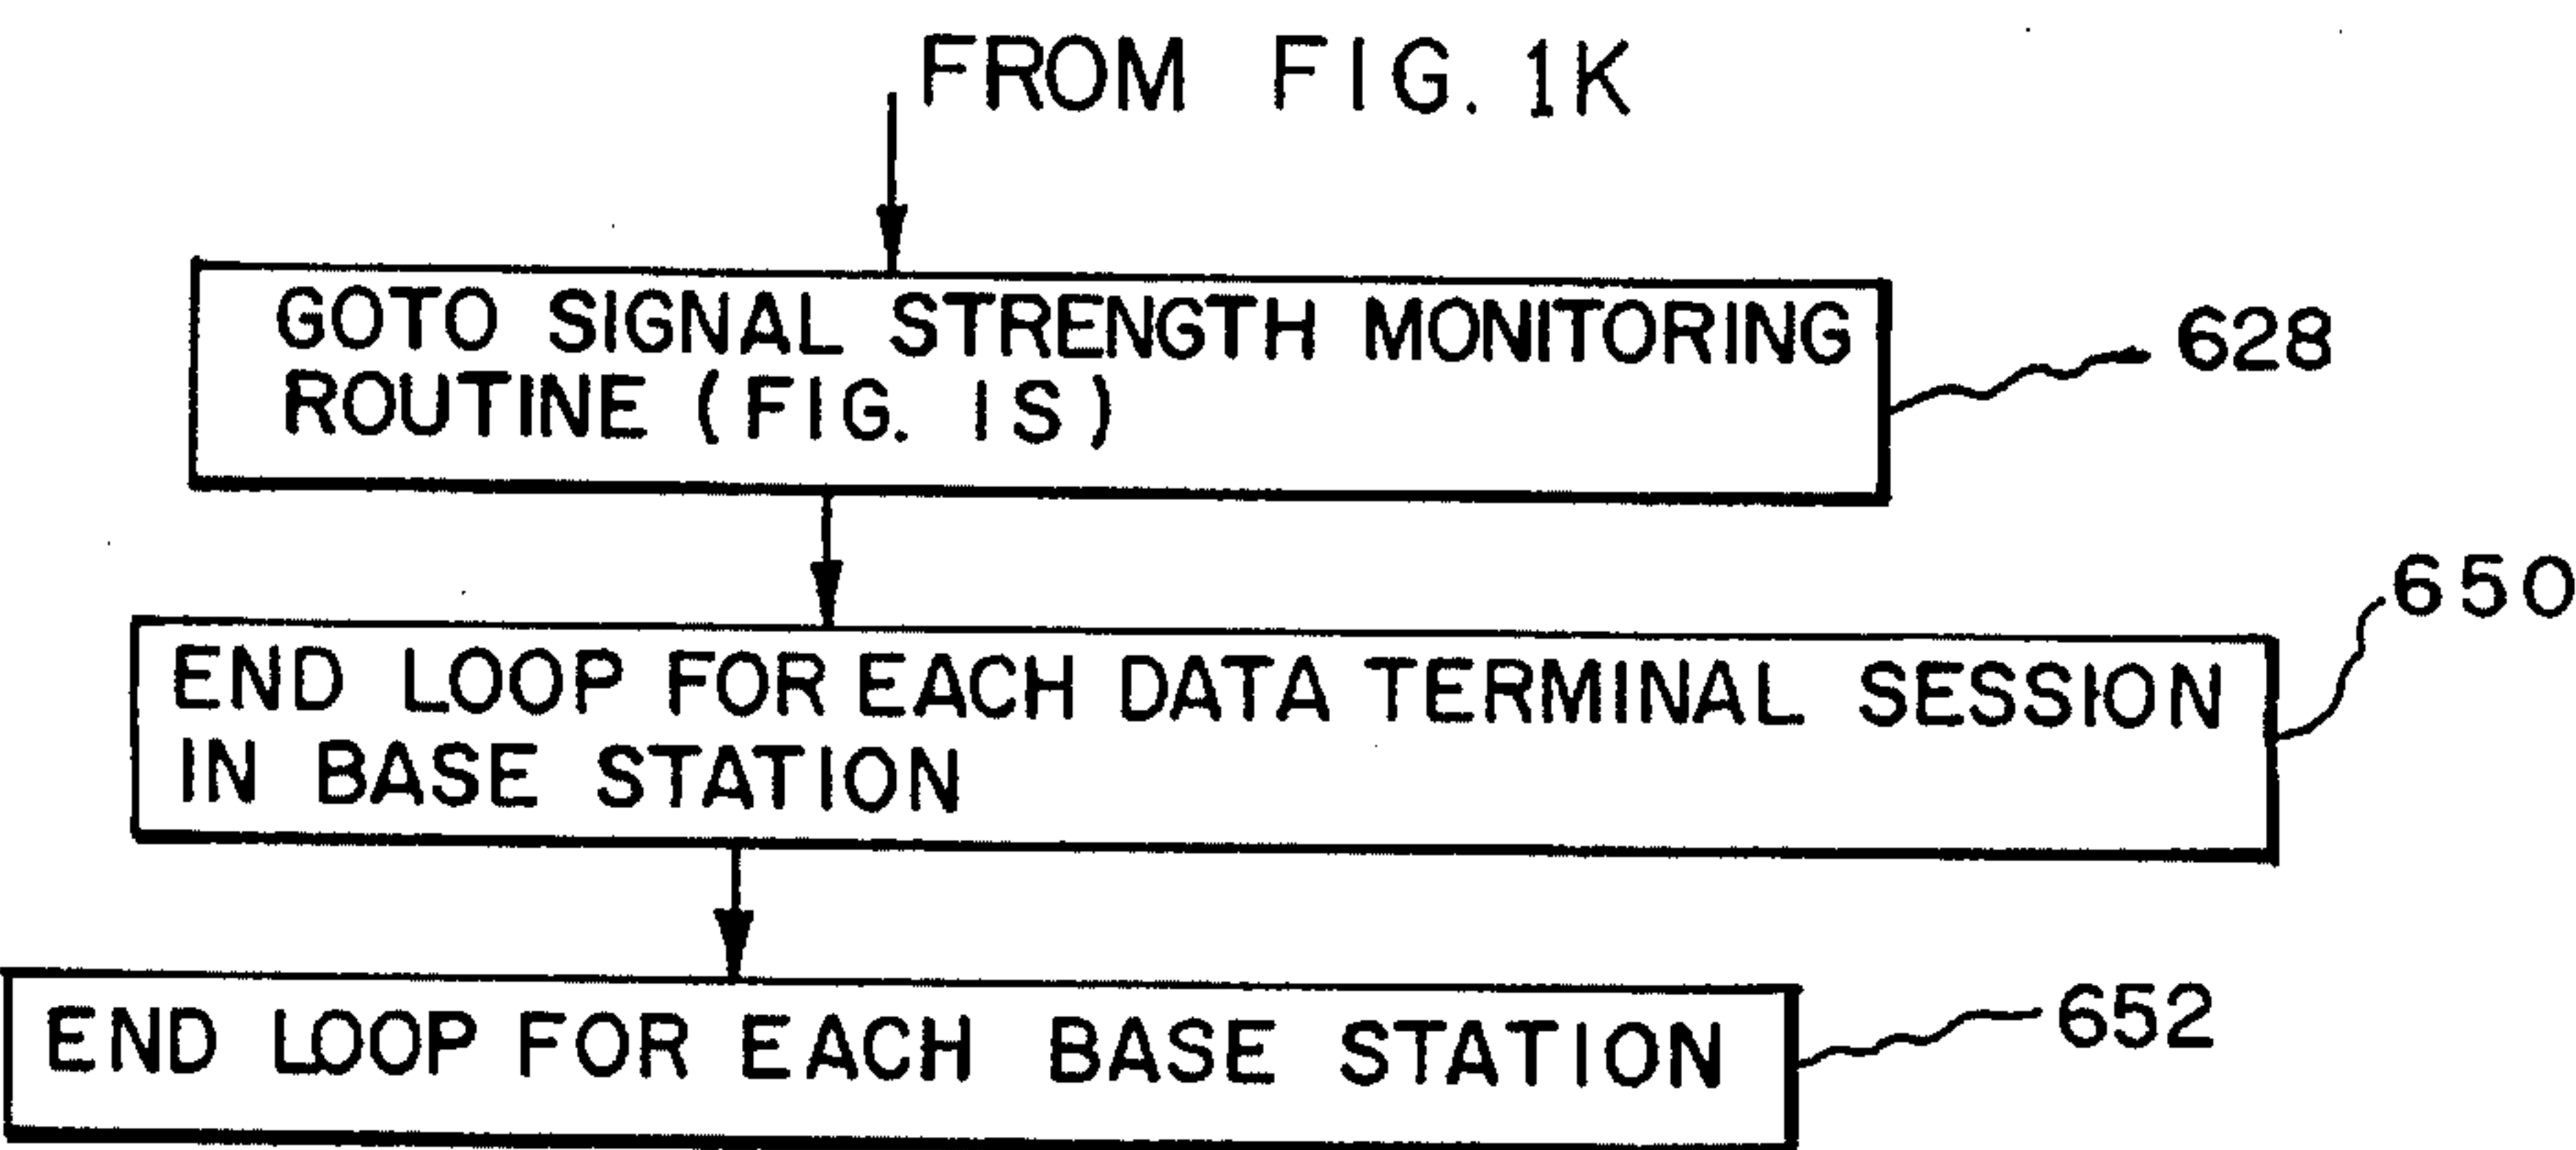 FROM FIG. 1K
GOTO SIGNAL STRENGTH MONITORING
ROUTINE (FIG. 1S)
628
650
END LOOP FOR EACH DATA TERMINAL SESSION
IN BASE STATION
END LOOP FOR EACH BASE STATION
652